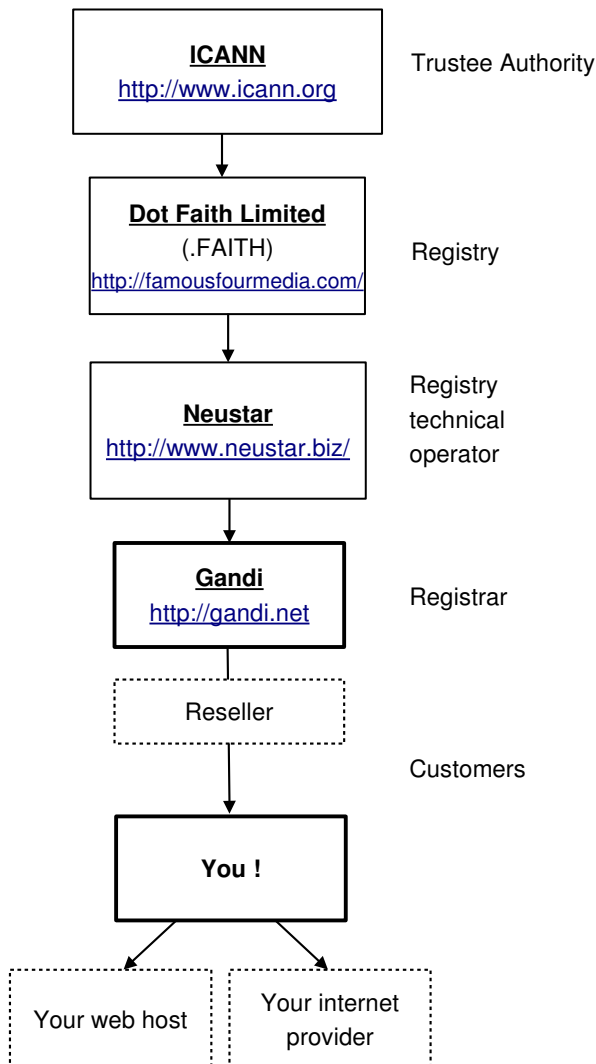 ICANN
http://www.icann.org
Trustee Authority
Dot Faith Limited
(.FAITH)
http://famousfourmedia.com/
Registry
Neustar
http://www.neustar.biz/
Registry
technical
operator
Gandi
http://gandi.net
Registrar
Reseller
Customers
You !
Your web host
Your internet
provider